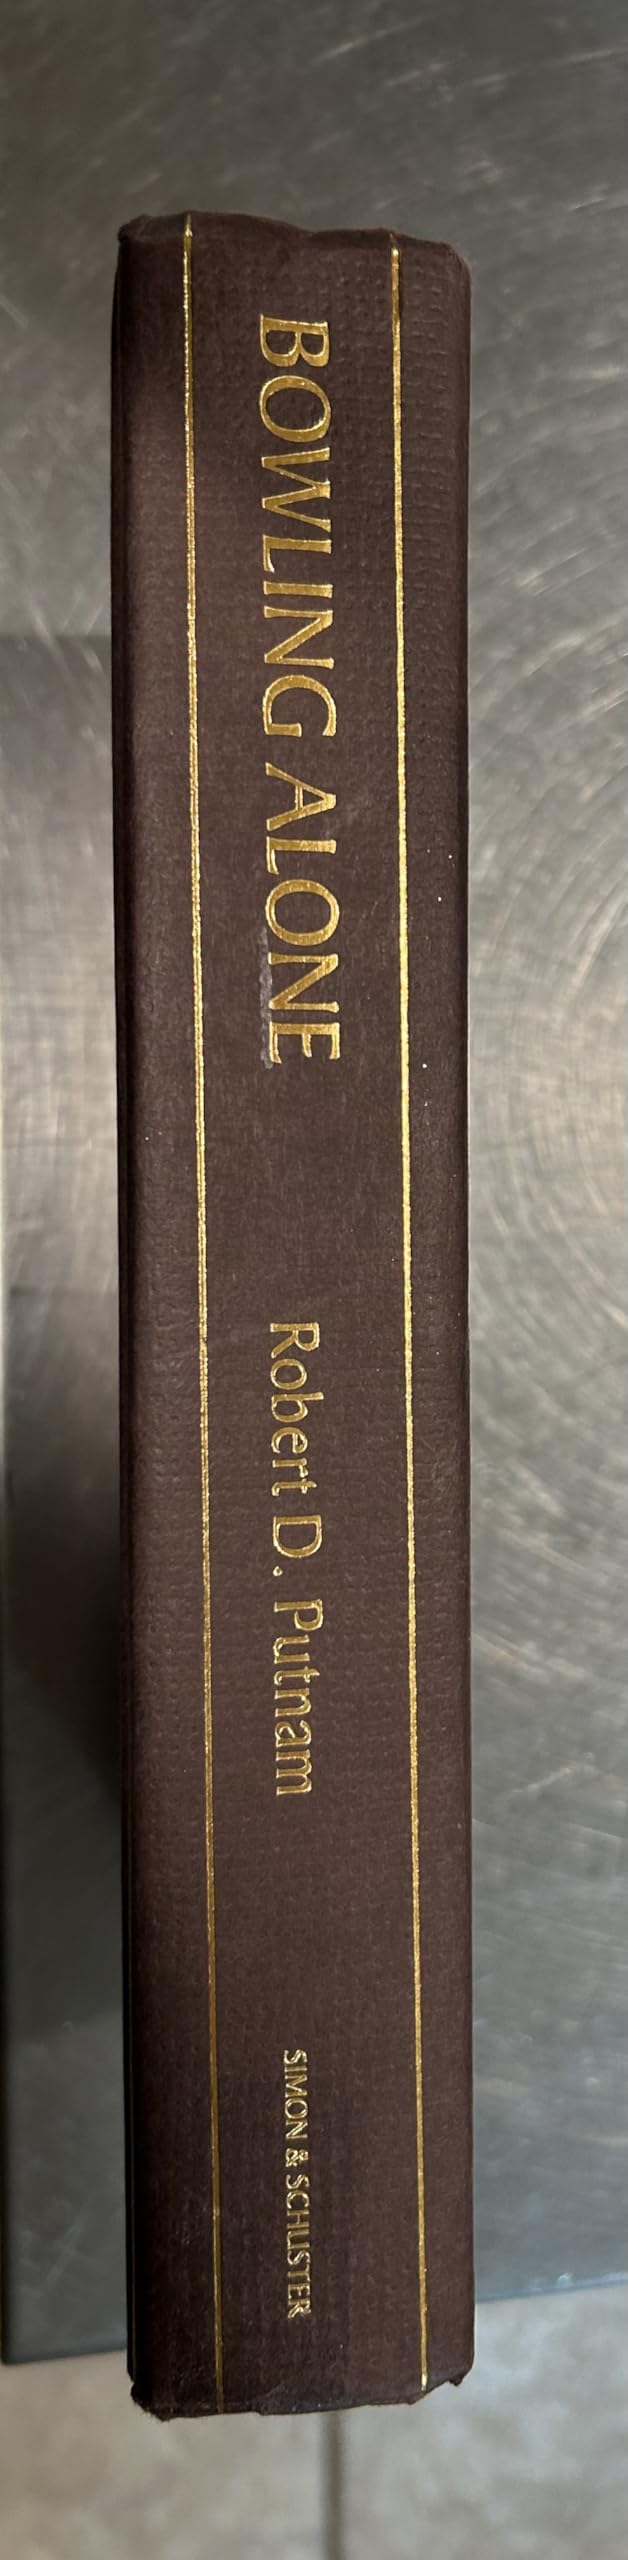 BOWLING ALONE
Robert D. Putnam
SIMON & SCHUSTER